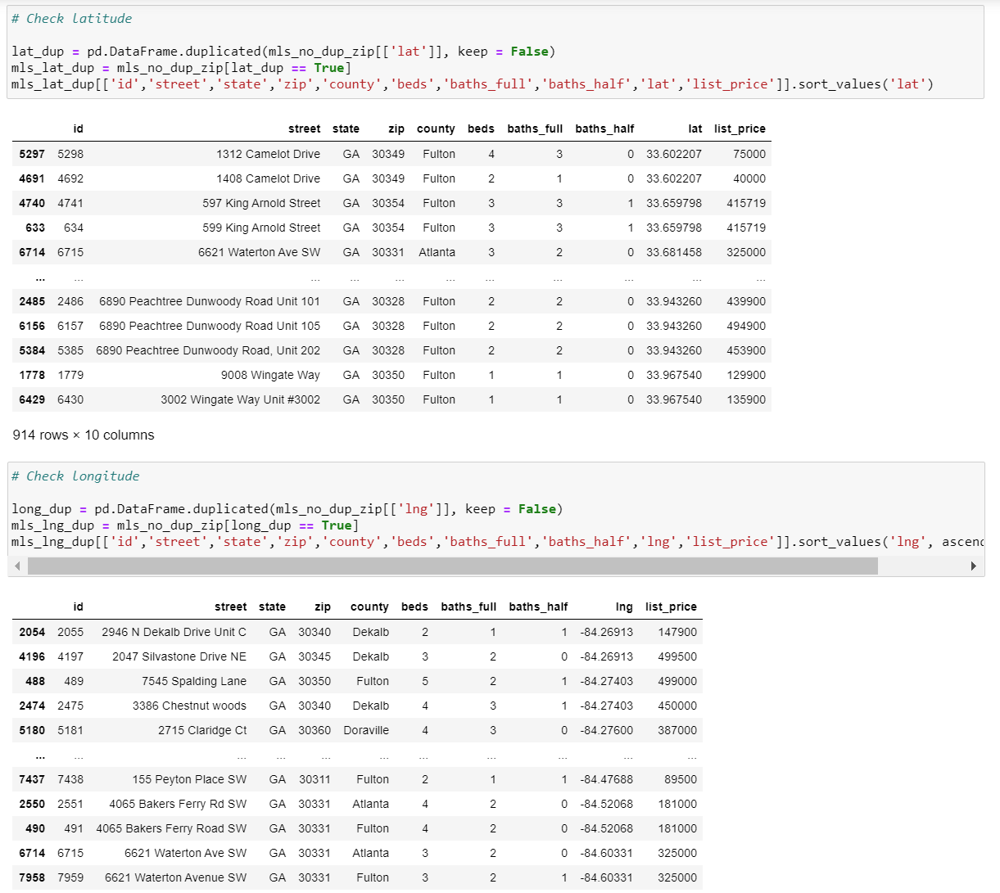 # Check latitude
lat_dup = pd.DataFrame.duplicated(mls_no_dup_zip[['lat']], keep = False)
mls_lat_dup = mls_no_dup_zip[lat_dup == True]
mls_lat_dup[['id','street','state','zip','county','beds','baths_full','baths_half','lat','list_price']].sort_values('lat')
id street state zip county beds baths_full baths_half lat list_price
5297 5298 1312 Camelot Drive GA 30349 Fulton 4 3 0 33.602207 75000
4691 4692 1408 Camelot Drive GA 30349 Fulton 2 1 0 33.602207 40000
4740 4741 597 King Arnold Street GA 30354 Fulton 3 3 1 33.659798 415719
633 634 599 King Arnold Street GA 30354 Fulton 3 3 1 33.659798 415719
6714 6715 6621 Waterton Ave SW GA 30331 Atlanta 3 2 0 33.681458 325000
... ... ... ... ... ... ... ... ... ... ...
2485 2486 6890 Peachtree Dunwoody Road Unit 101 GA 30328 Fulton 2 2 0 33.943260 439900
6156 6157 6890 Peachtree Dunwoody Road Unit 105 GA 30328 Fulton 2 2 0 33.943260 494900
5384 5385 6890 Peachtree Dunwoody Road, Unit 202 GA 30328 Fulton 2 2 0 33.943260 453900
1778 1779 9008 Wingate Way GA 30350 Fulton 1 1 0 33.967540 129900
6429 6430 3002 Wingate Way Unit #3002 GA 30350 Fulton 1 1 0 33.967540 135900
914 rows × 10 columns
# Check longitude
long_dup = pd.DataFrame.duplicated(mls_no_dup_zip[['lng']], keep = False)
mls_lng_dup = mls_no_dup_zip[long_dup == True]
mls_lng_dup[['id','street','state','zip','county','beds','baths_full','baths_half','lng','list_price']].sort_values('lng', ascenc
id street state zip county beds baths_full baths_half lng list_price
2054 2055 2946 N Dekalb Drive Unit C GA 30340 Dekalb 2 1 1 -84.26913 147900
4196 4197 2047 Silvastone Drive NE GA 30345 Dekalb 3 2 0 -84.26913 499500
488 489 7545 Spalding Lane GA 30350 Fulton 5 2 1 -84.27403 499000
2474 2475 3386 Chestnut woods GA 30340 Dekalb 4 3 1 -84.27403 450000
5180 5181 2715 Claridge Ct GA 30360 Doraville 4 3 0 -84.27600 387000
... ... ... ... ... ... ... ... ... ... ...
7437 7438 155 Peyton Place SW GA 30311 Fulton 2 1 1 -84.47688 89500
2550 2551 4065 Bakers Ferry Rd SW GA 30331 Atlanta 4 2 0 -84.52068 181000
490 491 4065 Bakers Ferry Road SW GA 30331 Fulton 4 2 0 -84.52068 181000
6714 6715 6621 Waterton Ave SW GA 30331 Atlanta 3 2 0 -84.60331 325000
7958 7959 6621 Waterton Avenue SW GA 30331 Fulton 3 2 1 -84.60331 325000